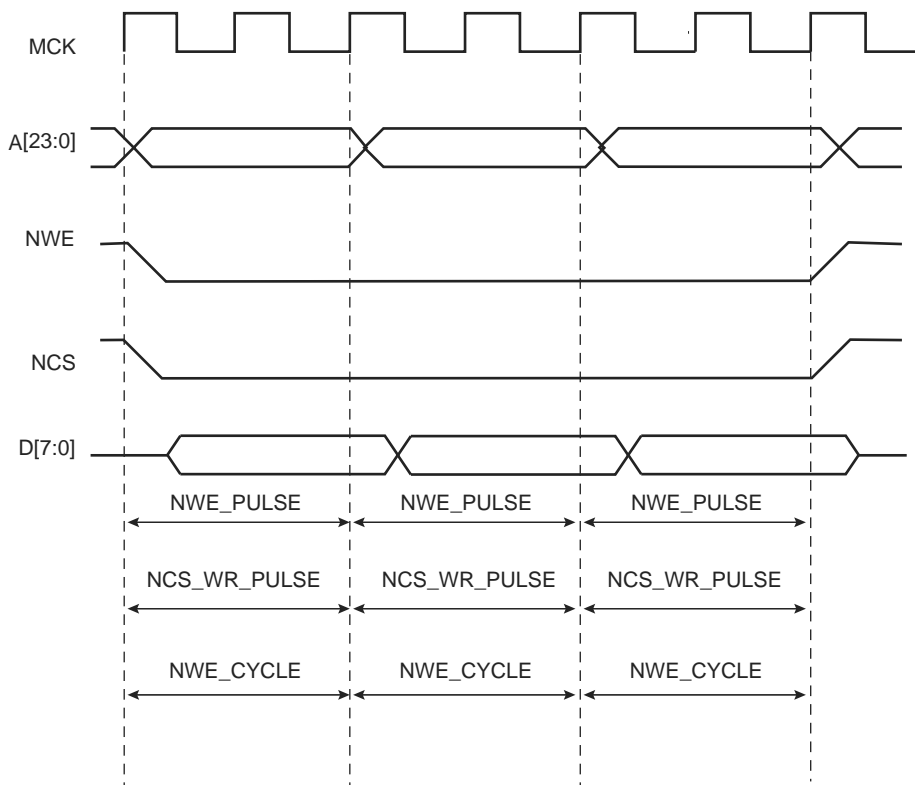 MCK
A[23:0]
NWE
NCS
D[7:0]
NWE_PULSE NWE_PULSE NWE_PULSE
NCS_WR_PULSE NCS_WR_PULSE NCS_WR_PULSE
NWE_CYCLE NWE_CYCLE NWE_CYCLE